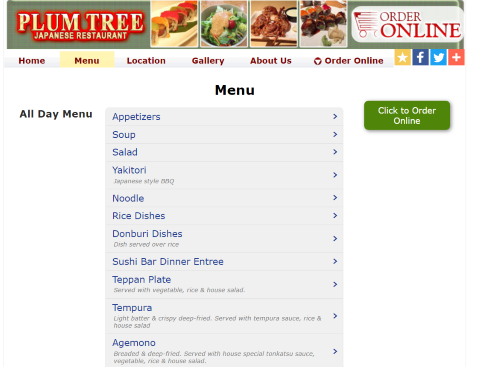 PLUM TREE
JAPANESE RESTAURANT
ORDER
ONLINE
Home Menu Location Gallery About Us Order Online
Menu
All Day Menu
Click to Order
Online
Appetizers
Soup
Salad
Yakitori
Japanese style BBQ
Noodle
Rice Dishes
Donburi Dishes
Dish served over rice
Sushi Bar Dinner Entree
Teppan Plate
Served with vegetable, rice & house salad.
Tempura
Light batter & crispy deep-fried. Served with tempura sauce, rice &
house salad
Agemono
Breaded & deep-fried. Served with house special tonkatsu sauce,
vegetable, rice & house salad.